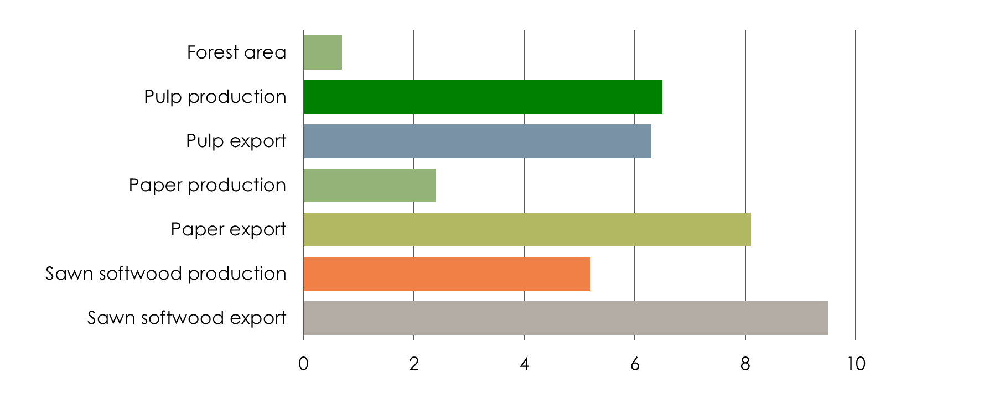 Forest area
Pulp production
Pulp export
Paper production
Paper export
Sawn softwood production
Sawn softwood export
0 2 4 6 8 10